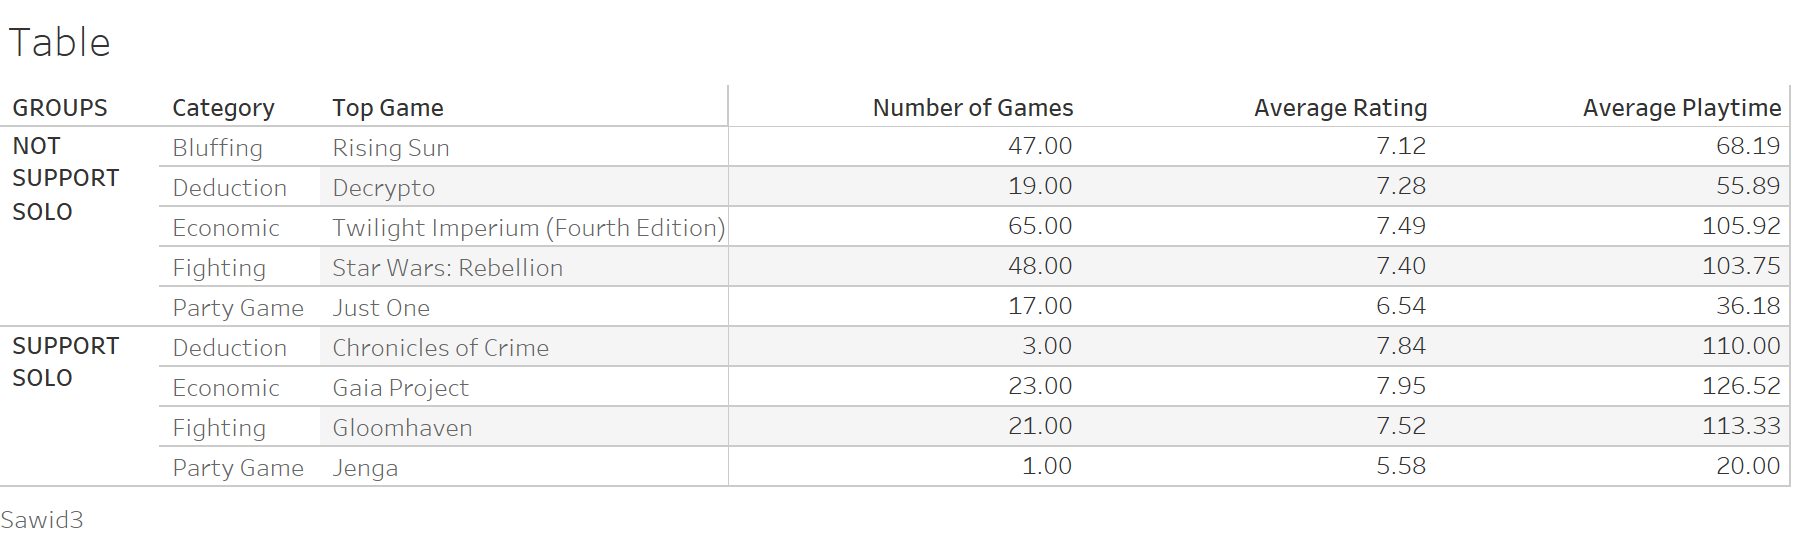 Table
GROUPS Category Top Game Number of Games Average Rating Average Playtime
NOT SUPPORT SOLO Bluffing Rising Sun 47.00 7.12 68.19
Deduction Decrypto 19.00 7.28 55.89
Economic Twilight Imperium (Fourth Edition) 65.00 7.49 105.92
Fighting Star Wars: Rebellion 48.00 7.40 103.75
Party Game Just One 17.00 6.54 36.18
SUPPORT SOLO Deduction Chronicles of Crime 3.00 7.84 110.00
Economic Gaia Project 23.00 7.95 126.52
Fighting Gloomhaven 21.00 7.52 113.33
Party Game Jenga 1.00 5.58 20.00
Sawid3